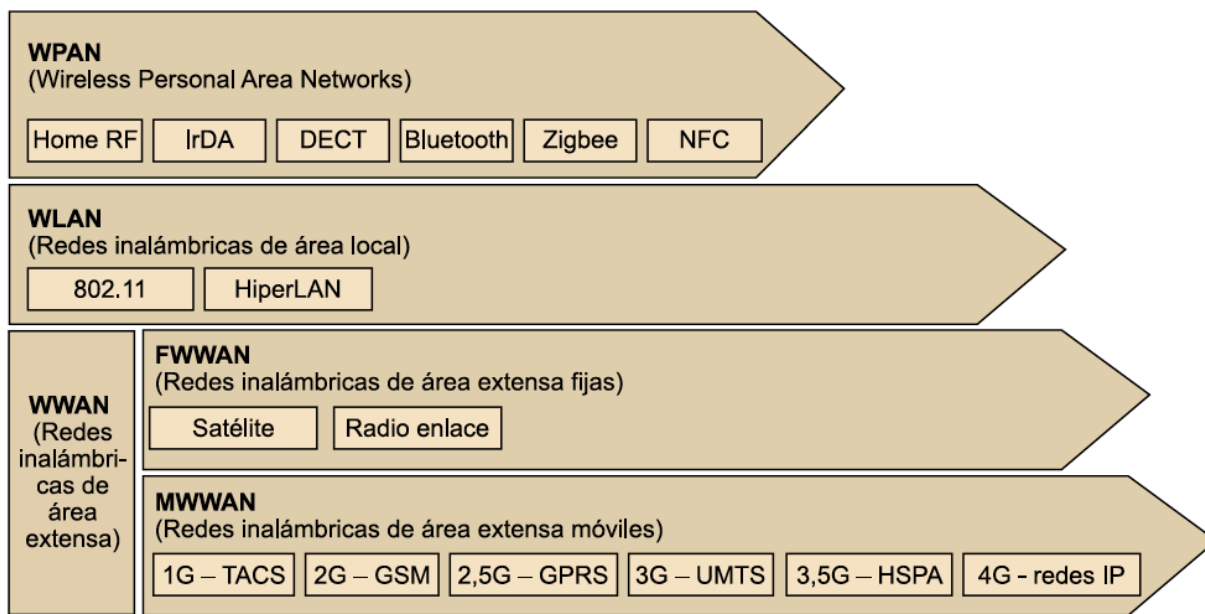 WPAN
(Wireless Personal Area Networks)
Home RF
IrDA
DECT
Bluetooth
Zigbee
NFC
WLAN
(Redes inalámbricas de área local)
802.11
HiperLAN
WWAN
(Redes
inalámbri-
cas de
área
extensa)
FWWAN
(Redes inalámbricas de área extensa fijas)
Satélite
Radio enlace
MWWAN
(Redes inalámbricas de área extensa móviles)
1G – TACS
2G – GSM
2,5G – GPRS
3G – UMTS
3,5G – HSPA
4G - redes IP